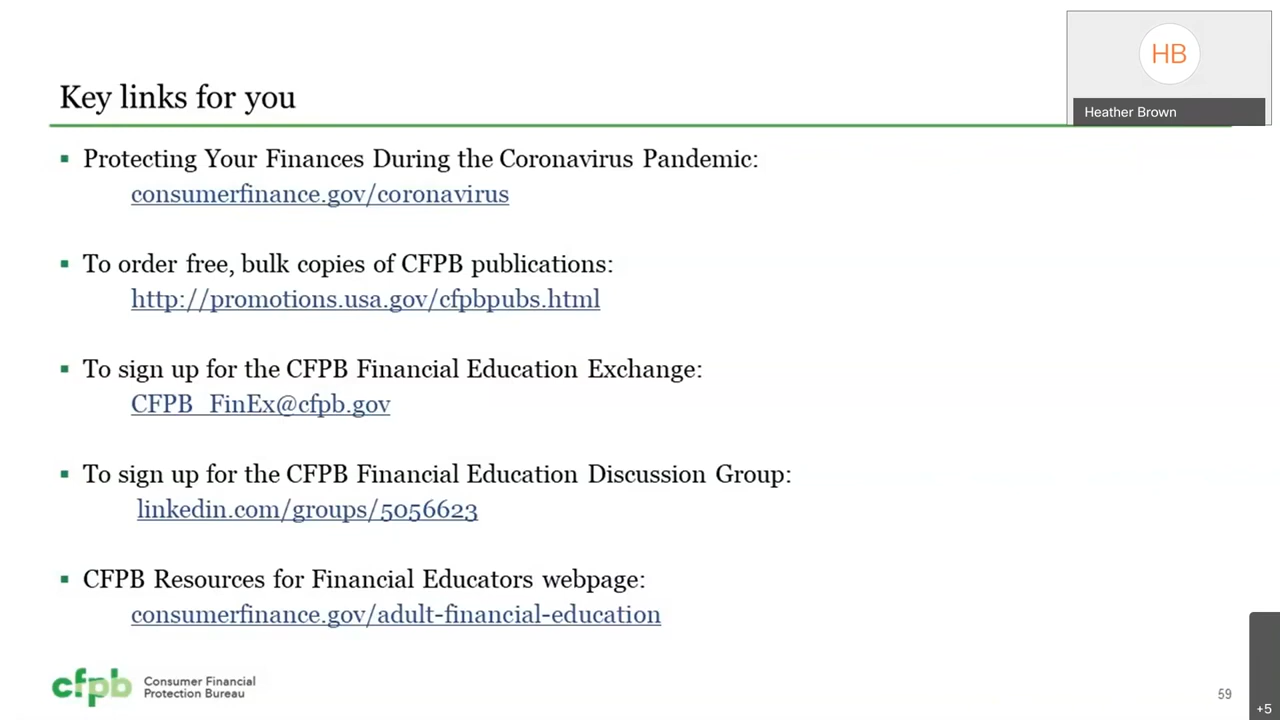 HB
Heather Brown
Key links for you
▪ Protecting Your Finances During the Coronavirus Pandemic:
consumerfinance.gov/coronavirus
▪ To order free, bulk copies of CFPB publications:
http://promotions.usa.gov/cfpbpubs.html
▪ To sign up for the CFPB Financial Education Exchange:
CFPB_FinEx@cfpb.gov
▪ To sign up for the CFPB Financial Education Discussion Group:
linkedin.com/groups/5056623
▪ CFPB Resources for Financial Educators webpage:
consumerfinance.gov/adult-financial-education
cfpb
Consumer Financial
Protection Bureau
59
+5